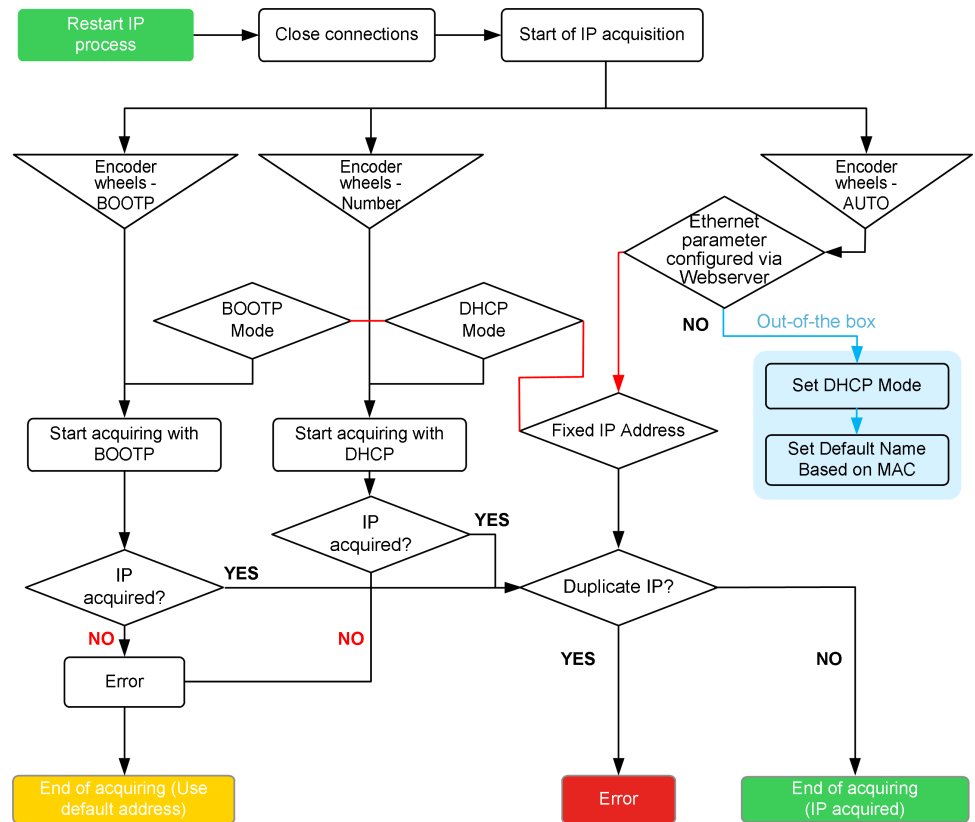 Restart IP
process
Close connections
Start of IP acquisition
Encoder
wheels -
BOOTP
Encoder
wheels -
Number
Encoder
wheels -
AUTO
Ethernet
parameter
configured via
Webserver
BOOTP
Mode
DHCP
Mode
NO
Out-of-the box
Set DHCP Mode
Set Default Name
Based on MAC
Start acquiring with
BOOTP
Start acquiring with
DHCP
Fixed IP Address
IP
acquired?
YES
IP
acquired?
YES
Duplicate IP?
NO
NO
YES
NO
Error
End of acquiring (Use
default address)
Error
End of acquiring
(IP acquired)